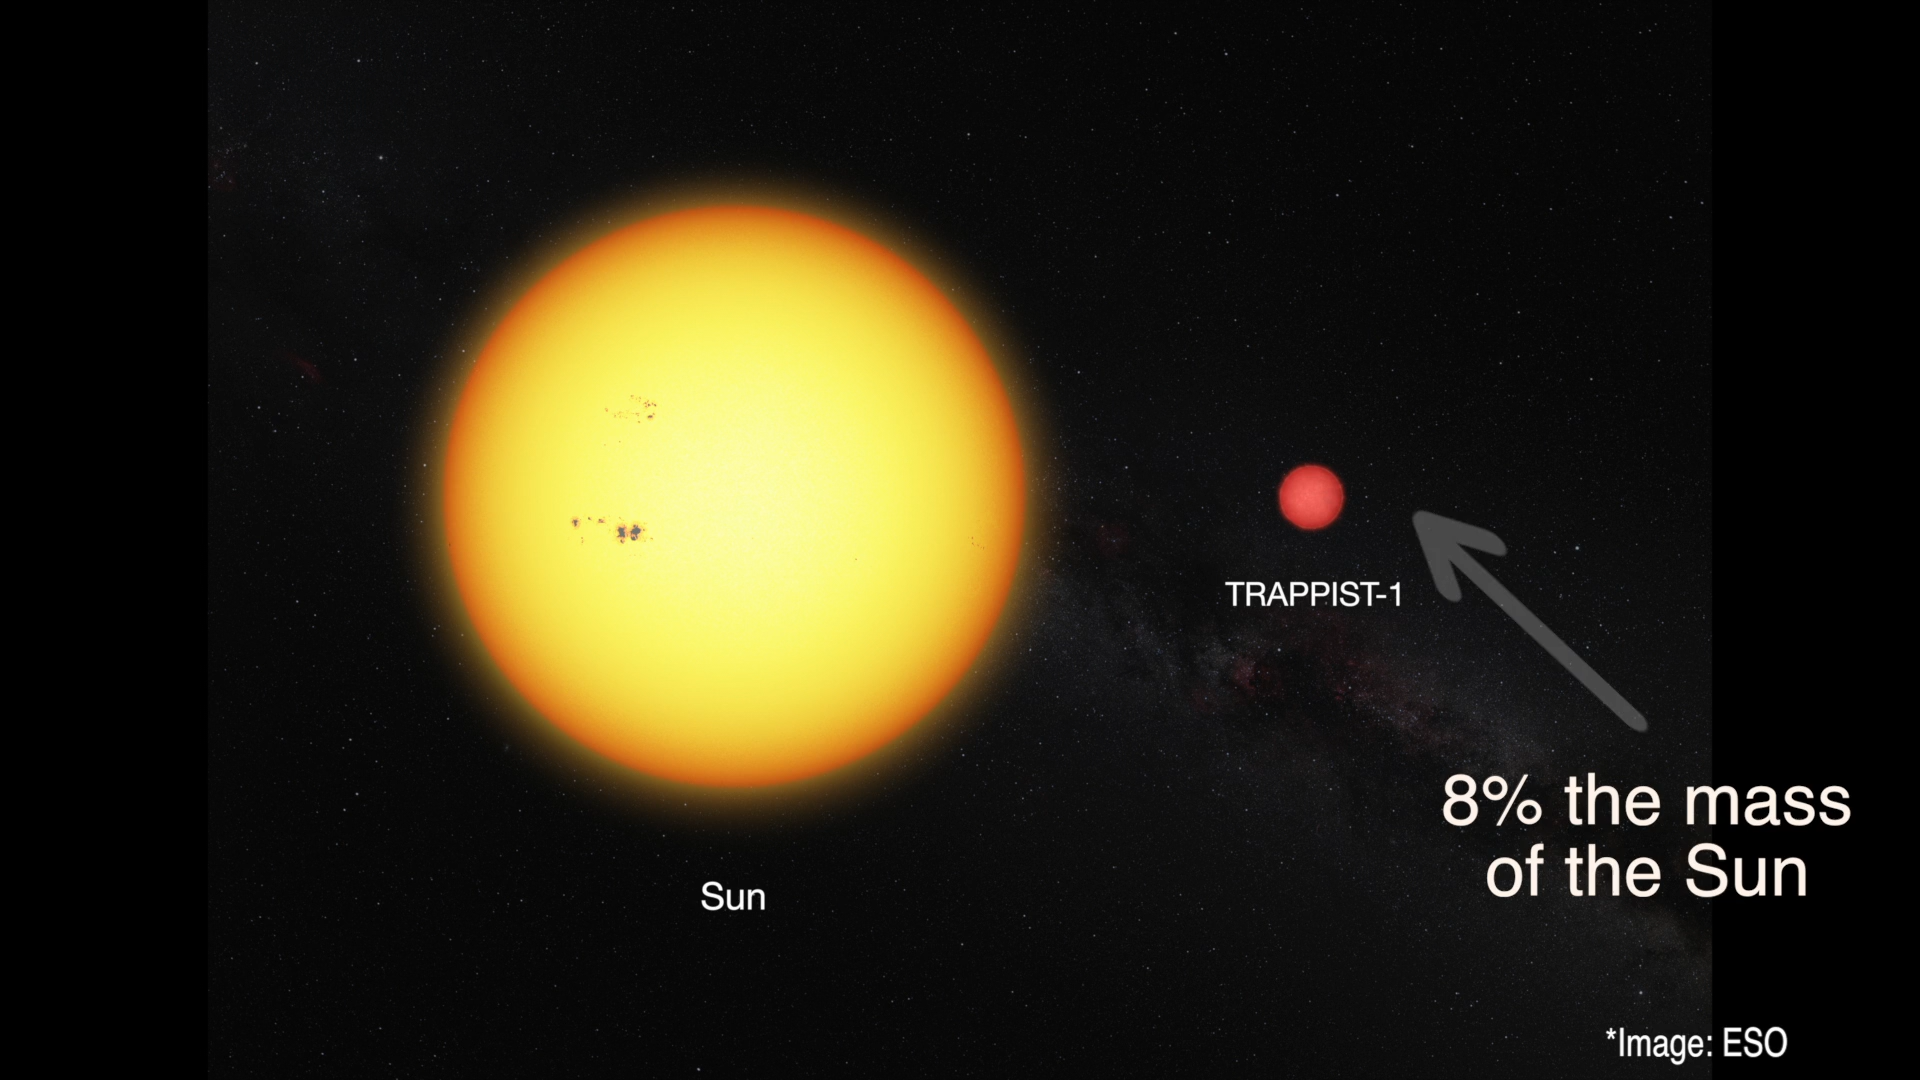 TRAPPIST-1
8% the mass
of the Sun
Sun
*Image: ESO